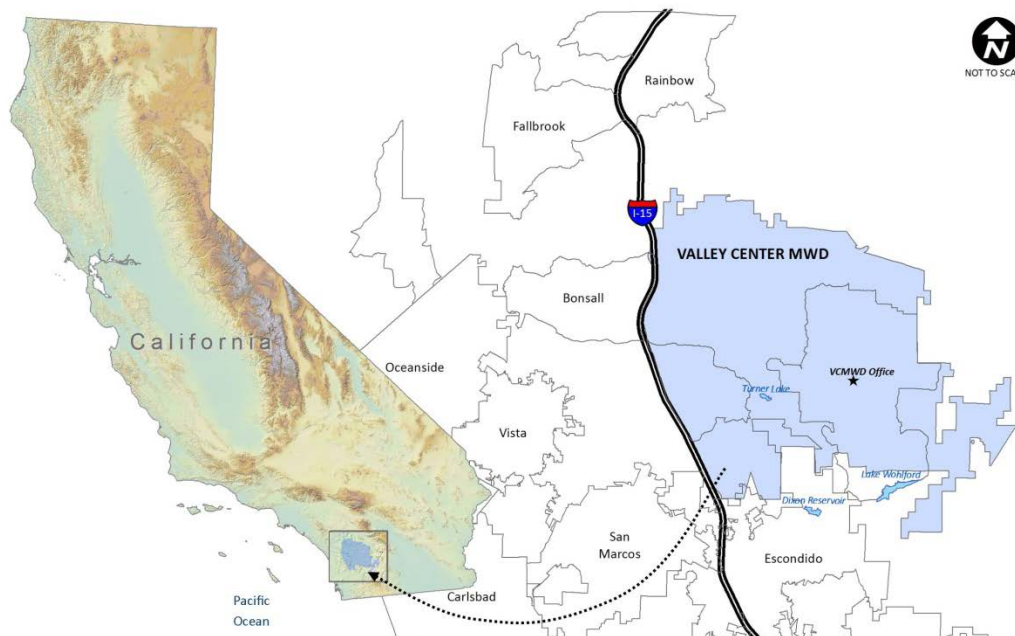 N
NOT TO SCA
Rainbow
Fallbrook
I-15
VALLEY CENTER MWD
Bonsall
California
Oceanside
VCMWD Office
Turner Lake
Vista
Lake Wohlford
Dixon Reservoir
San
Marcos
Escondido
Carlsbad
Pacific
Ocean